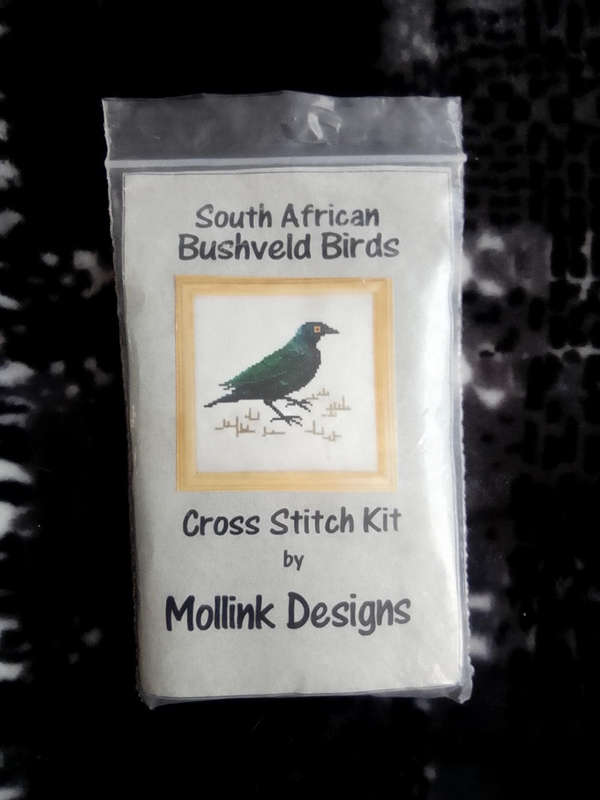 South African
Bushveld Birds
Cross Stitch Kit
by
Mollink Designs